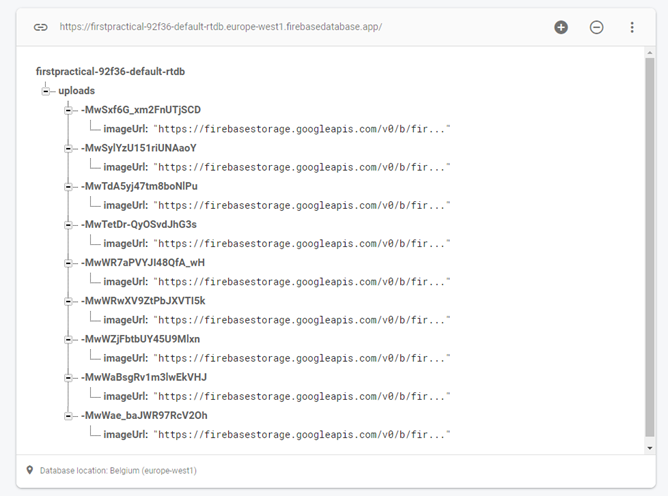 https://firstpractical-92f36-default-rtdb.europe-west1.firebasedatabase.app/
firstpractical-92f36-default-rtdb
uploads
-MwSxf6G_xm2FnUTjSCD
imageUrl: "https://firebasestorage.googleapis.com/v0/b/fir..."
-MwSylYzU151riUNAaoY
imageUrl: "https://firebasestorage.googleapis.com/v0/b/fir..."
-MwTdA5yj47tm8boNlPu
imageUrl: "https://firebasestorage.googleapis.com/v0/b/fir..."
-MwTetDr-QyOSvdJhG3s
imageUrl: "https://firebasestorage.googleapis.com/v0/b/fir..."
-MwWR7aPVYJI48QfA_wH
imageUrl: "https://firebasestorage.googleapis.com/v0/b/fir..."
-MwWRwXV9ZtPbJXVTI5k
imageUrl: "https://firebasestorage.googleapis.com/v0/b/fir..."
-MwWZjFbtbUY45U9Mlxn
imageUrl: "https://firebasestorage.googleapis.com/v0/b/fir..."
-MwWaBsgRv1m3lwEkVHJ
imageUrl: "https://firebasestorage.googleapis.com/v0/b/fir..."
-MwWae_baJWR97RcV2Oh
imageUrl: "https://firebasestorage.googleapis.com/v0/b/fir..."
Database location: Belgium (europe-west1)